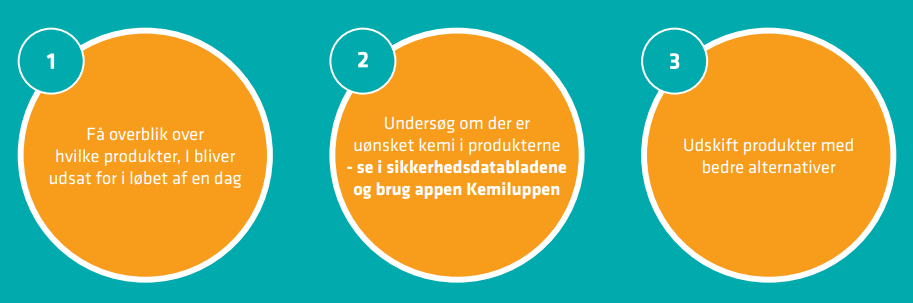 1
Få overblik over
hvilke produkter, I bliver
udsat for i løbet af en dag
2
Undersøg om der er
uønsket kemi i produkterne
- se i sikkerhedsdatabladene
og brug appen Kemiluppen
3
Udskift produkter med
bedre alternativer